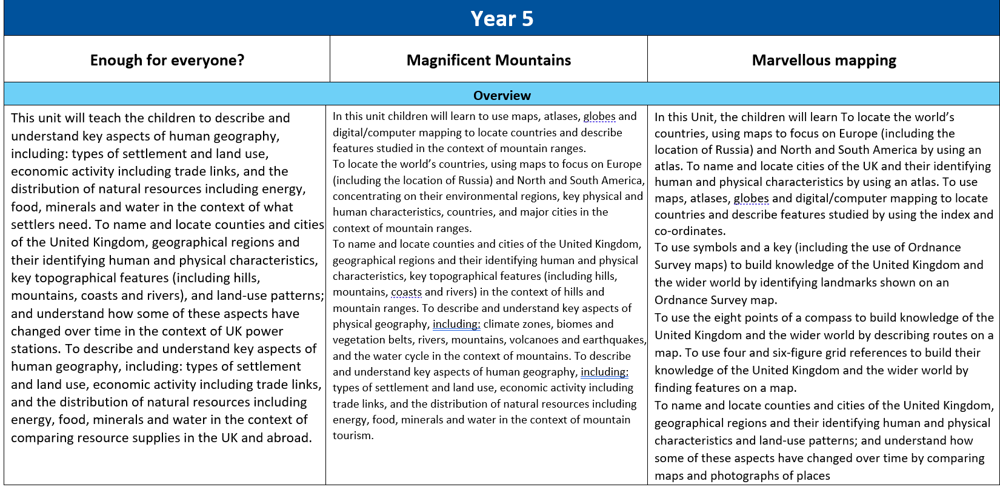 Year 5
Enough for everyone?
Magnificent Mountains
Marvellous mapping
Overview
This unit will teach the children to describe and
understand key aspects of human geography,
including: types of settlement and land use,
economic activity including trade links, and the
distribution of natural resources including energy,
food, minerals and water in the context of what
settlers need. To name and locate counties and cities
of the United Kingdom, geographical regions and
their identifying human and physical characteristics,
key topographical features (including hills,
mountains, coasts and rivers), and land-use patterns;
and understand how some of these aspects have
changed over time in the context of UK power
stations. To describe and understand key aspects of
human geography, including: types of settlement
and land use, economic activity including trade links,
and the distribution of natural resources including
energy, food, minerals and water in the context of
comparing resource supplies in the UK and abroad.
In this unit children will learn to use maps, atlases, globes and
digital/computer mapping to locate countries and describe
features studied in the context of mountain ranges.
To locate the world’s countries, using maps to focus on Europe
(including the location of Russia) and North and South America,
concentrating on their environmental regions, key physical and
human characteristics, countries, and major cities in the
context of mountain ranges.
To name and locate counties and cities of the United Kingdom,
geographical regions and their identifying human and physical
characteristics, key topographical features (including hills,
mountains, coasts and rivers) in the context of hills and
mountain ranges. To describe and understand key aspects of
physical geography, including: climate zones, biomes and
vegetation belts, rivers, mountains, volcanoes and earthquakes,
and the water cycle in the context of mountains. To describe
and understand key aspects of human geography, including:
types of settlement and land use, economic activity including
trade links, and the distribution of natural resources including
energy, food, minerals and water in the context of mountain
tourism.
In this Unit, the children will learn To locate the world’s
countries, using maps to focus on Europe (including the
location of Russia) and North and South America by using an
atlas. To name and locate cities of the UK and their identifying
human and physical characteristics by using an atlas. To use
maps, atlases, globes and digital/computer mapping to locate
countries and describe features studied by using the index and
co-ordinates.
To use symbols and a key (including the use of Ordnance
Survey maps) to build knowledge of the United Kingdom and
the wider world by identifying landmarks shown on an
Ordnance Survey map.
To use the eight points of a compass to build knowledge of the
United Kingdom and the wider world by describing routes on a
map. To use four and six-figure grid references to build their
knowledge of the United Kingdom and the wider world by
finding features on a map.
To name and locate counties and cities of the United Kingdom,
geographical regions and their identifying human and physical
characteristics and land-use patterns; and understand how
some of these aspects have changed over time by comparing
maps and photographs of places